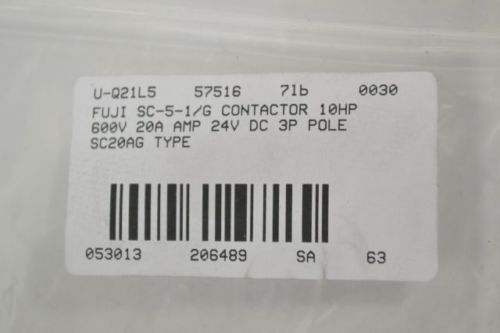 U-Q21L5 57516 7lb 0030
FUJI SC-5-1/G CONTACTOR 10HP
600V 20A AMP 24V DC 3P POLE
SC20AG TYPE
053013 206489 SA 63